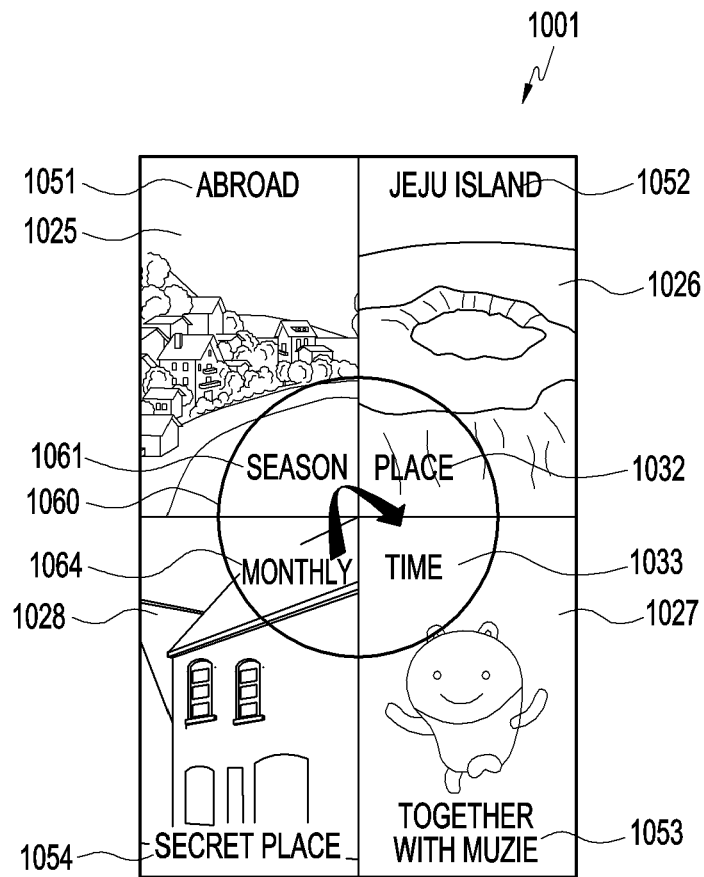 1001
1051
ABROAD
JEJU ISLAND
1052
1025
1026
1061
SEASON
PLACE
1032
1060
1064
MONTHLY
TIME
1033
1028
1027
TOGETHER
WITH MUZIE
1053
1054
SECRET PLACE